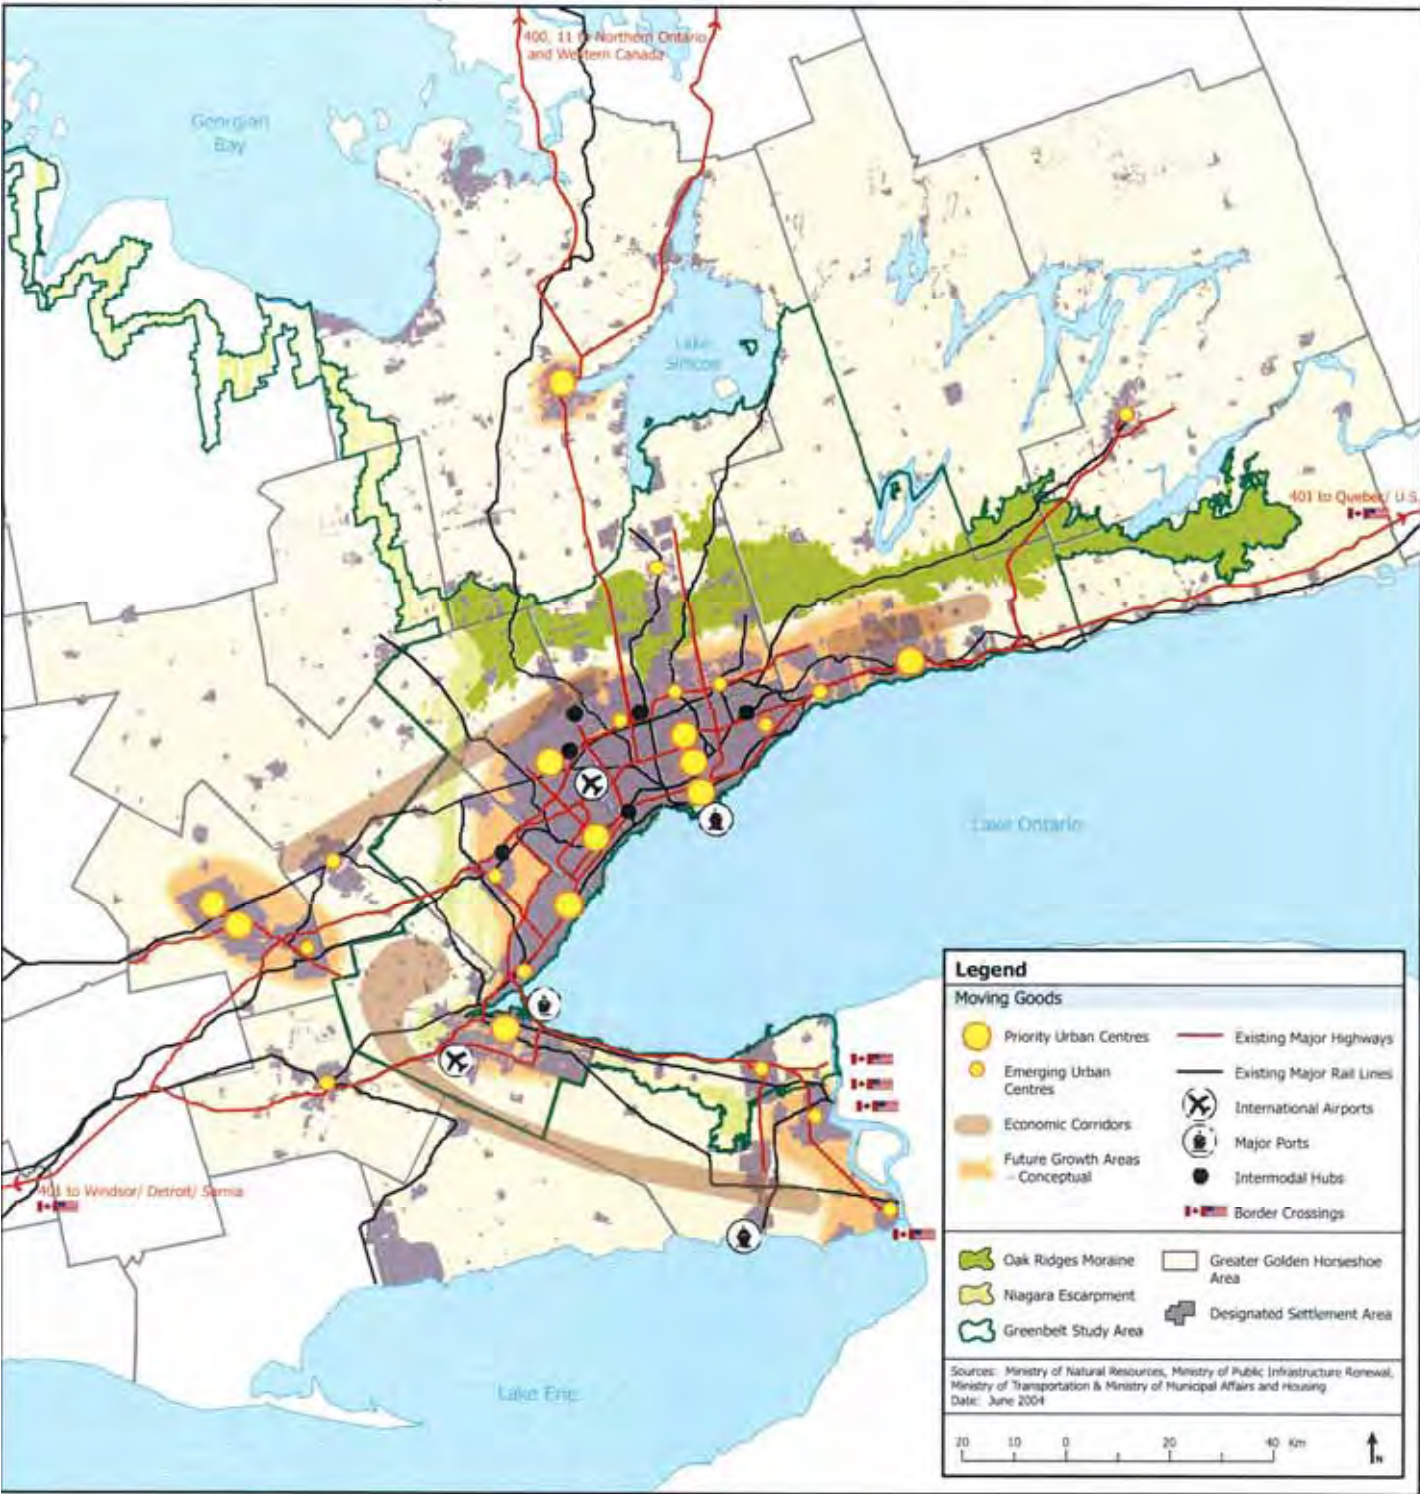 400, 11 to Northern Ontario
and Western Canada
Georgian
Bay
Lake
Simcoe
401 to Quebec/ U.S.
Lake Ontario
401 to Windsor/ Detroit/ Sarnia
Lake Erie
Legend
Moving Goods
Priority Urban Centres
Emerging Urban
Centres
Economic Corridors
Future Growth Areas
- Conceptual
Existing Major Highways
Existing Major Rail Lines
International Airports
Major Ports
Intermodal Hubs
Border Crossings
Oak Ridges Moraine
Niagara Escarpment
Greenbelt Study Area
Greater Golden Horseshoe
Area
Designated Settlement Area
Sources: Ministry of Natural Resources, Ministry of Public Infrastructure Renewal,
Ministry of Transportation & Ministry of Municipal Affairs and Housing
Date: June 2004
20 10 0 20 40 Km
N